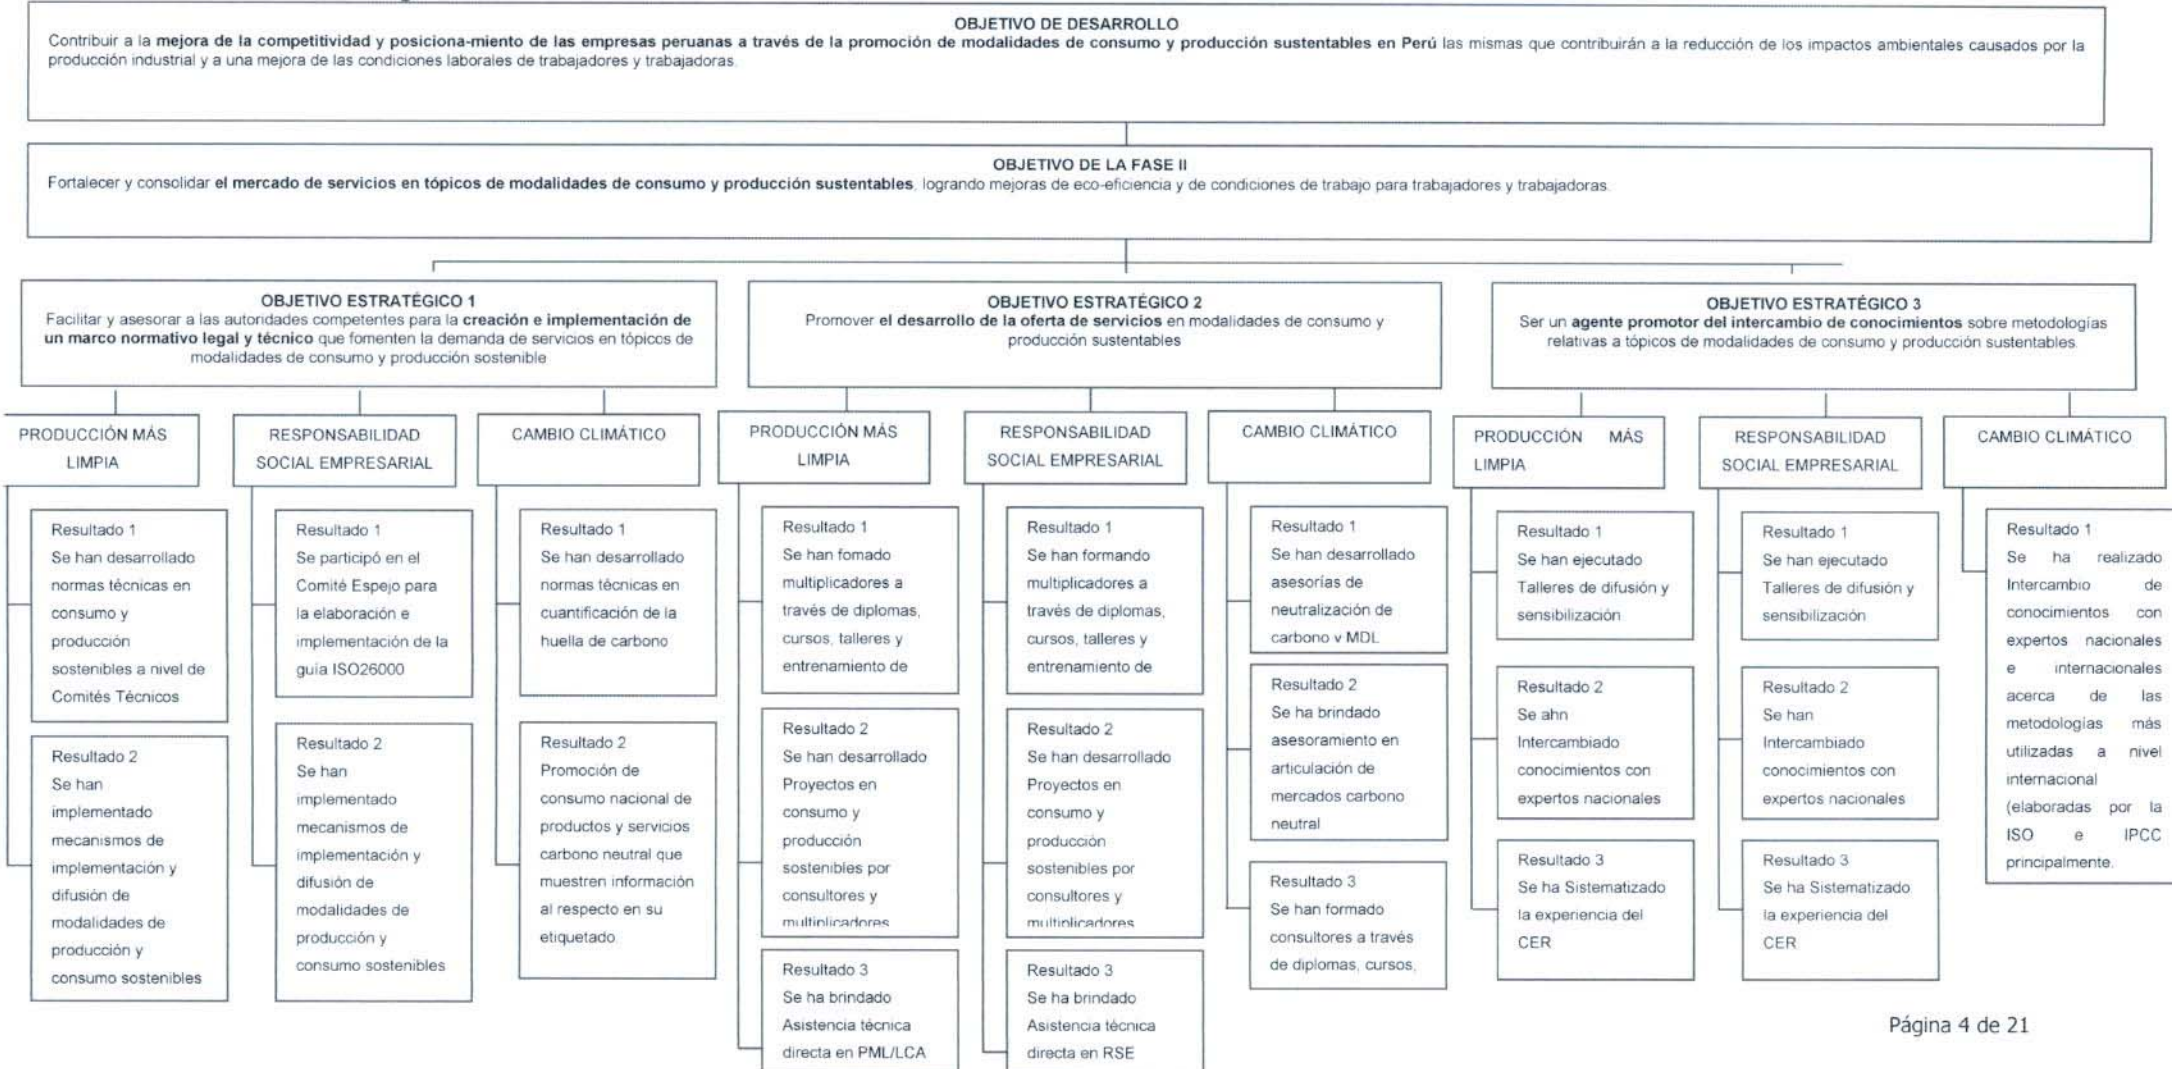 OBJETIVO DE DESARROLLO
Contribuir a la mejora de la competitividad y posiciona-miento de las empresas peruanas a través de la promoción de modalidades de consumo y producción sustentables en Perú las mismas que contribuirán a la reducción de los impactos ambientales causados por la
producción industrial y a una mejora de las condiciones laborales de trabajadores y trabajadoras.
OBJETIVO DE LA FASE II
Fortalecer y consolidar el mercado de servicios en tópicos de modalidades de consumo y producción sustentables, logrando mejoras de eco-eficiencia y de condiciones de trabajo para trabajadores y trabajadoras.
OBJETIVO ESTRATÉGICO 1
Facilitar y asesorar a las autoridades competentes para la creación e implementación de
un marco normativo legal y técnico que fomenten la demanda de servicios en tópicos de
modalidades de consumo y producción sostenible
OBJETIVO ESTRATÉGICO 2
Promover el desarrollo de la oferta de servicios en modalidades de consumo y
producción sustentables
OBJETIVO ESTRATÉGICO 3
Ser un agente promotor del intercambio de conocimientos sobre metodologías
relativas a tópicos de modalidades de consumo y producción sustentables
PRODUCCIÓN MÁS
LIMPIA
RESPONSABILIDAD
SOCIAL EMPRESARIAL
CAMBIO CLIMÁTICO
PRODUCCIÓN MÁS
LIMPIA
RESPONSABILIDAD
SOCIAL EMPRESARIAL
CAMBIO CLIMÁTICO
PRODUCCIÓN MÁS
LIMPIA
RESPONSABILIDAD
SOCIAL EMPRESARIAL
CAMBIO CLIMÁTICO
Resultado 1
Se han desarrollado
normas técnicas en
consumo y
producción
sostenibles a nivel de
Comités Técnicos
Resultado 2
Se han
implementado
mecanismos de
implementación y
difusión de
modalidades de
producción y
consumo sostenibles
Resultado 1
Se participó en el
Comité Espejo para
la elaboración e
implementación de la
guía ISO26000
Resultado 2
Se han
implementado
mecanismos de
implementación y
difusión de
modalidades de
producción y
consumo sostenibles
Resultado 1
Se han desarrollado
normas técnicas en
cuantificación de la
huella de carbono
Resultado 2
Promoción de
consumo nacional de
productos y servicios
carbono neutral que
muestren información
al respecto en su
etiquetado.
Resultado 1
Se han fomado
multiplicadores a
través de diplomas,
cursos, talleres y
entrenamiento de
Resultado 2
Se han desarrollado
Proyectos en
consumo y
producción
sostenibles por
consultores y
multiplicadores
Resultado 3
Se ha brindado
Asistencia técnica
directa en PML/LCA
Resultado 1
Se han formando
multiplicadores a
través de diplomas,
cursos, talleres y
entrenamiento de
Resultado 2
Se han desarrollado
Proyectos en
consumo y
producción
sostenibles por
consultores y
multiplicadores
Resultado 3
Se ha brindado
Asistencia técnica
directa en RSE
Resultado 1
Se han desarrollado
asesorías de
neutralización de
carbono y MDL
Resultado 2
Se ha brindado
asesoramiento en
articulación de
mercados carbono
neutral
Resultado 3
Se han formado
consultores a través
de diplomas, cursos,
Resultado 1
Se han ejecutado
Talleres de difusión y
sensibilización
Resultado 2
Se ahn
Intercambiado
conocimientos con
expertos nacionales
Resultado 3
Se ha Sistematizado
la experiencia del
CER
Resultado 1
Se han ejecutado
Talleres de difusión y
sensibilización
Resultado 2
Se han
Intercambiado
conocimientos con
expertos nacionales
Resultado 3
Se ha Sistematizado
la experiencia del
CER
Resultado 1
Se ha realizado
Intercambio de
conocimientos con
expertos nacionales
e internacionales
acerca de las
metodologías más
utilizadas a nivel
internacional
(elaboradas por la
ISO e IPCC
principalmente.
Página 4 de 21